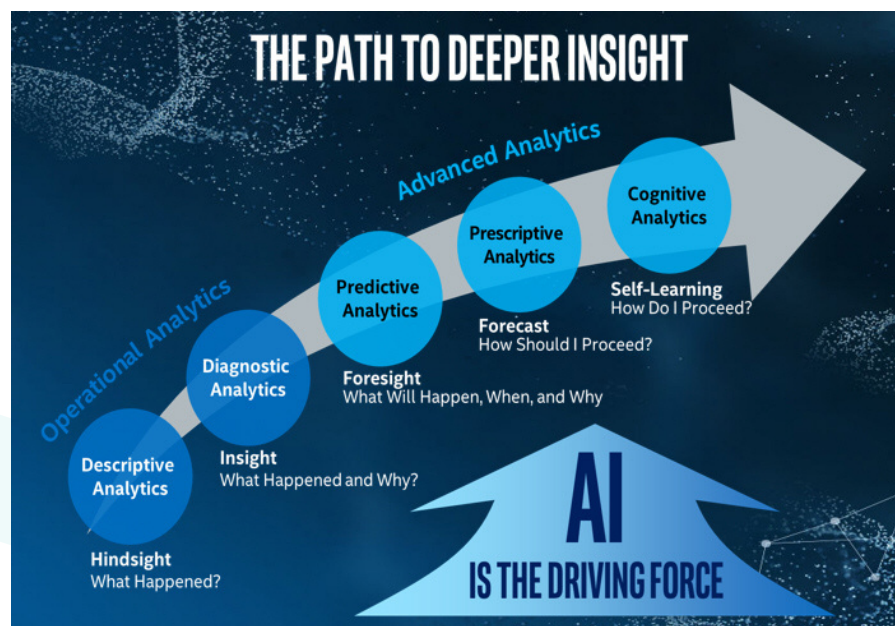 THE PATH TO DEEPER INSIGHT
Operational Analytics
Advanced Analytics
Descriptive
Analytics
Hindsight
What Happened?
Diagnostic
Analytics
Insight
What Happened and Why?
Predictive
Analytics
Foresight
What Will Happen, When, and Why
Prescriptive
Analytics
Forecast
How Should I Proceed?
Cognitive
Analytics
Self-Learning
How Do I Proceed?
AI
IS THE DRIVING FORCE